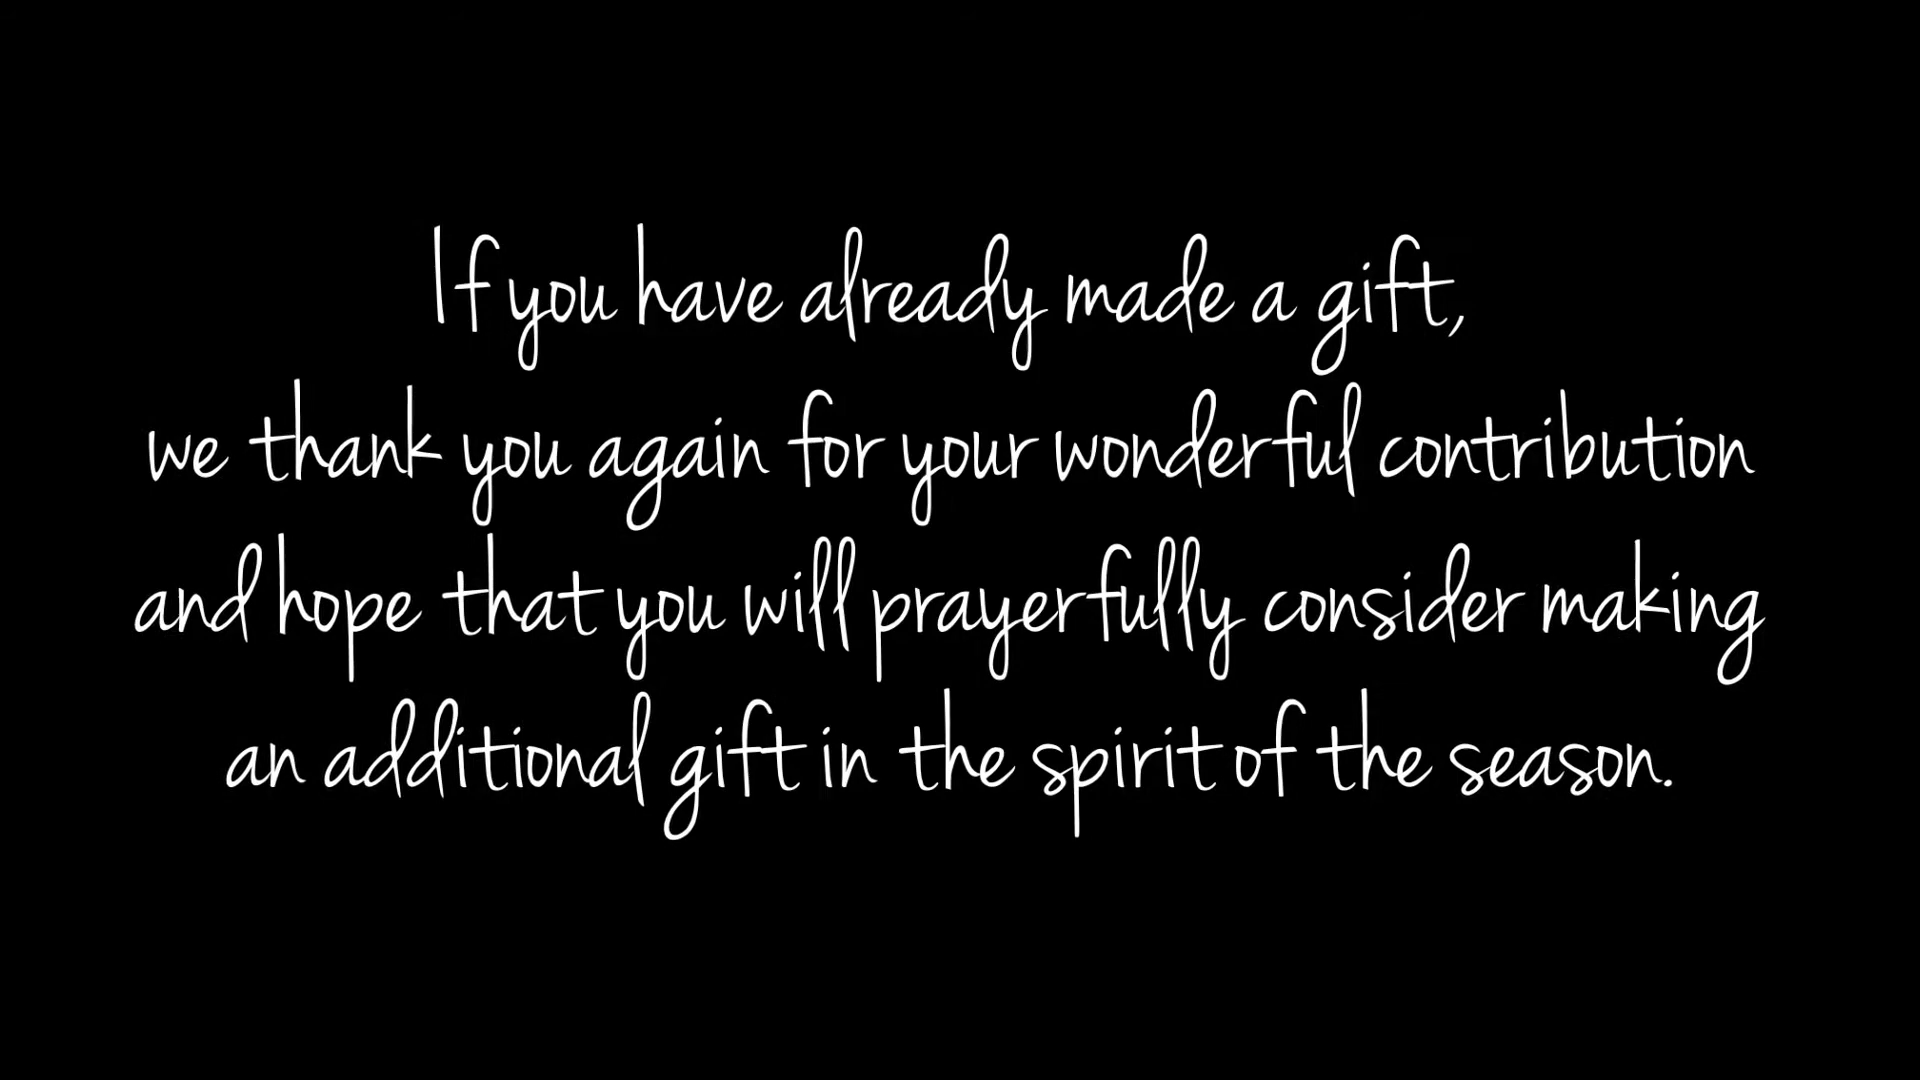 If you have already made a gift,
we thank you again for your wonderful contribution
and hope that you will prayerfully consider making
an additional gift in the spirit of the season.